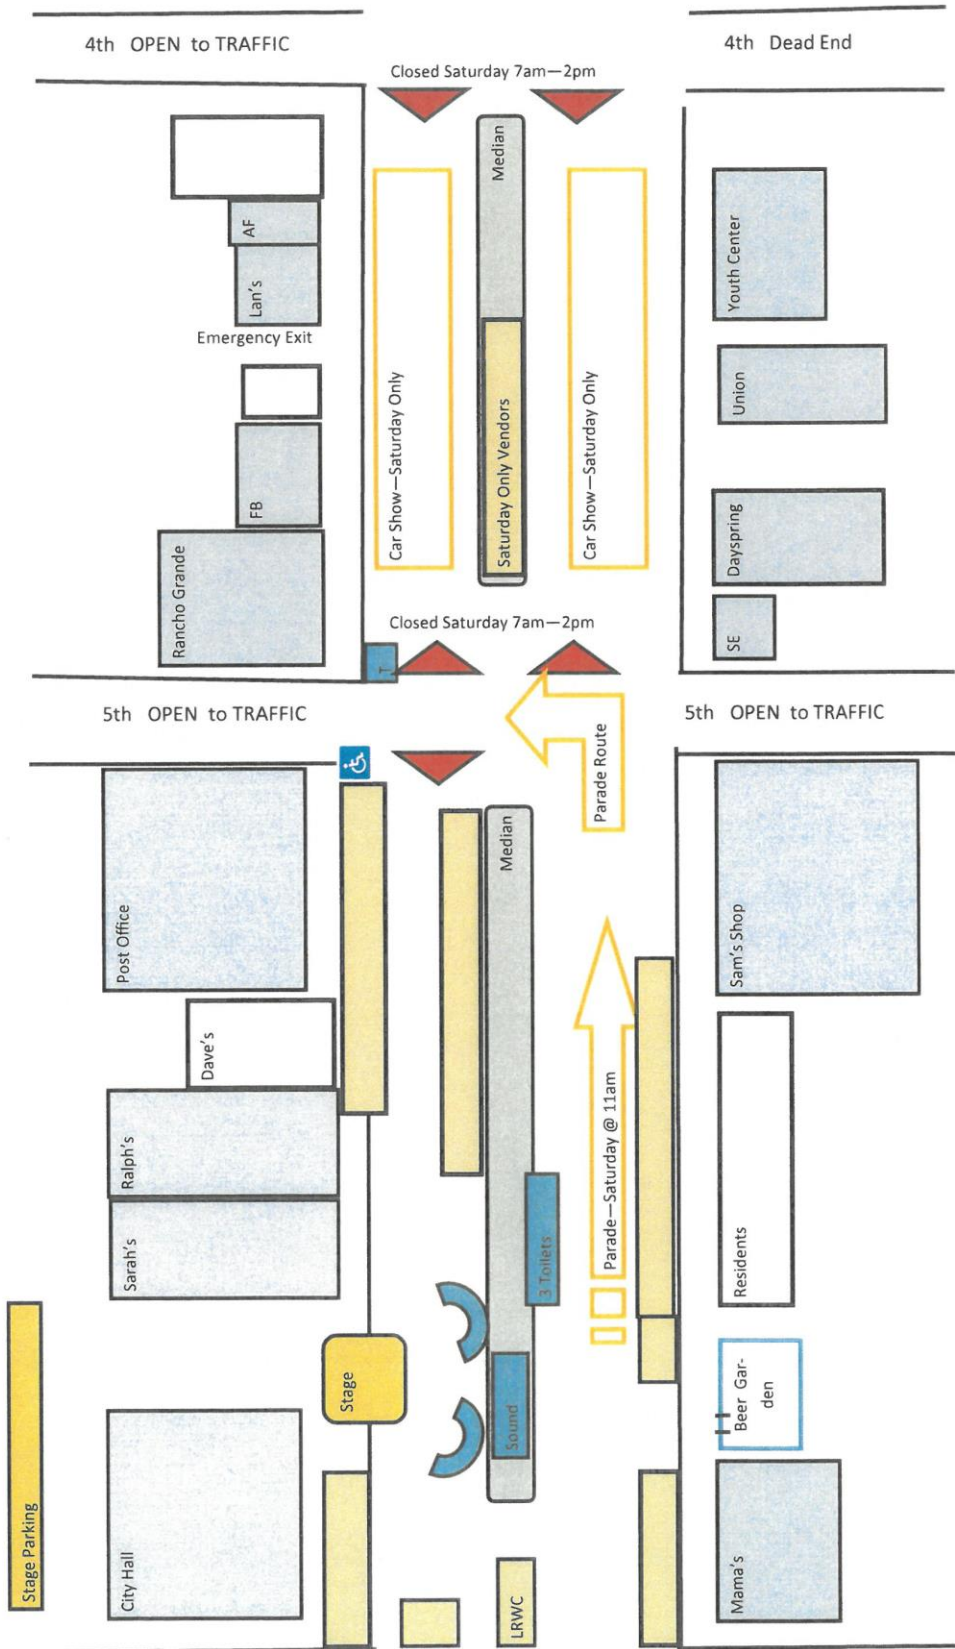 4th OPEN to TRAFFIC
4th Dead End
Closed Saturday 7am—2pm
AF
Lan's
Emergency Exit
FB
Rancho Grande
Car Show—Saturday Only
Median
Saturday Only Vendors
Car Show—Saturday Only
Youth Center
Union
Dayspring
SE
Closed Saturday 7am—2pm
T
5th OPEN to TRAFFIC
5th OPEN to TRAFFIC
Parade Route
Post Office
Median
Sam's Shop
Dave's
Ralph's
Sarah's
3 Toilets
Parade—Saturday @ 11am
Residents
Stage
Sound
Beer Gar-
den
Stage Parking
City Hall
LRWC
Mama's